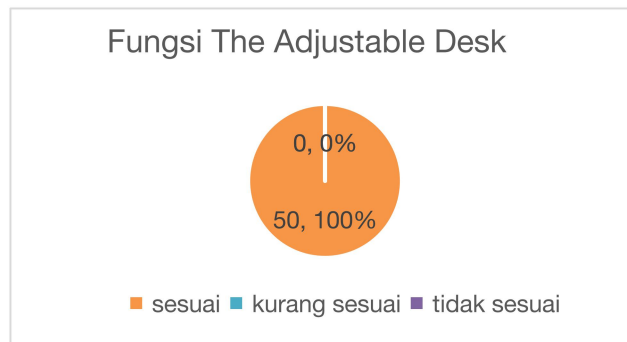 Fungsi The Adjustable Desk
0, 0%
50, 100%
sesuai kurang sesuai tidak sesuai